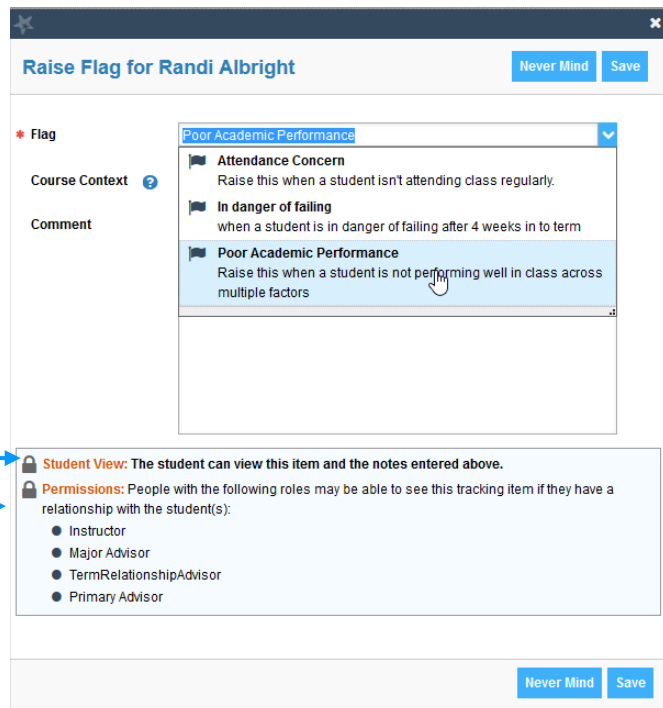 Raise Flag for Randi Albright
Never Mind
Save
* Flag
Poor Academic Performance
Attendance Concern
Raise this when a student isn't attending class regularly.
Course Context ?
In danger of failing
when a student is in danger of failing after 4 weeks in to term
Comment
Poor Academic Performance
Raise this when a student is not performing well in class across
multiple factors
Student View: The student can view this item and the notes entered above.
Permissions: People with the following roles may be able to see this tracking item if they have a
relationship with the student(s):
Instructor
Major Advisor
TermRelationshipAdvisor
Primary Advisor
Never Mind
Save